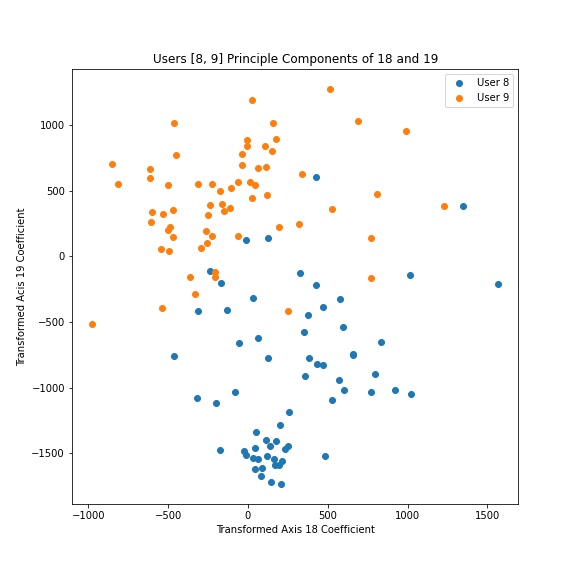 Users [8, 9] Principle Components of 18 and 19
User 8
User 9
Transformed Acis 19 Coefficient
1000
500
0
−500
−1000
−1500
−1000 −500 0 500 1000 1500
Transformed Axis 18 Coefficient